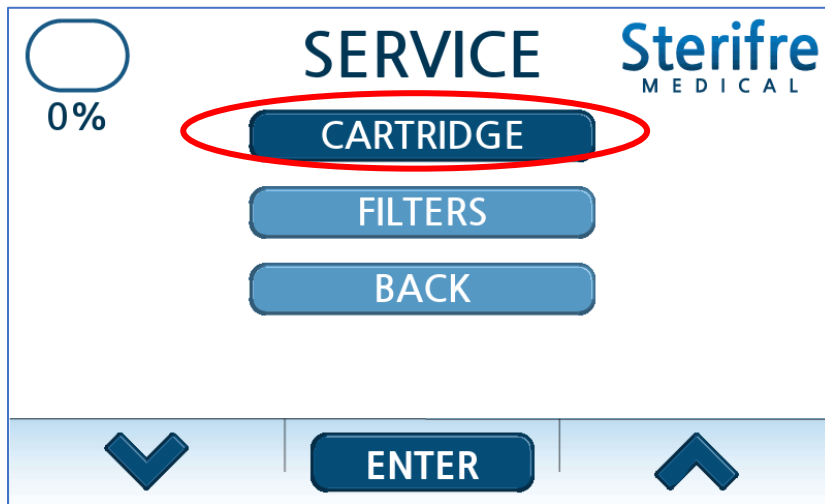 SERVICE
Sterifre
MEDICAL
0%
CARTRIDGE
FILTERS
BACK
ENTER